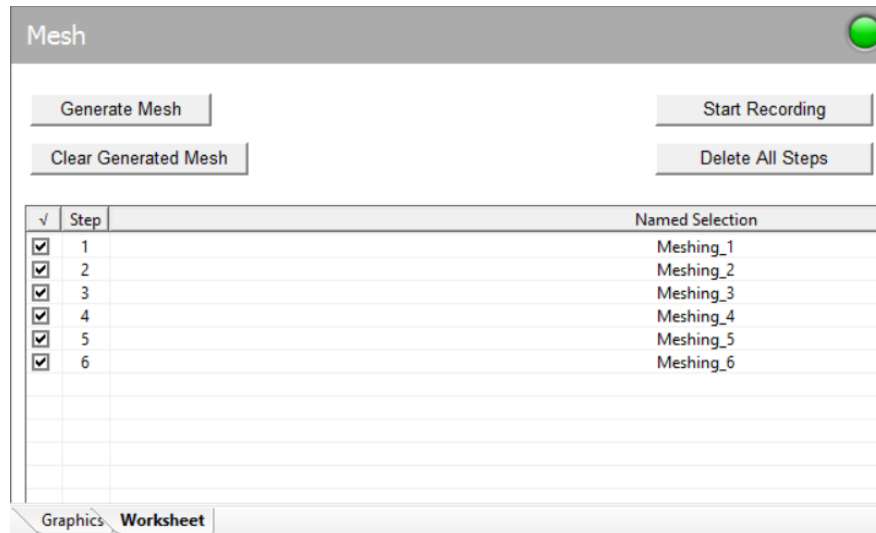 Mesh
Generate Mesh Start Recording
Clear Generated Mesh Delete All Steps
√ Step Named Selection
1 Meshing_1
2 Meshing_2
3 Meshing_3
4 Meshing_4
5 Meshing_5
6 Meshing_6
Graphics Worksheet